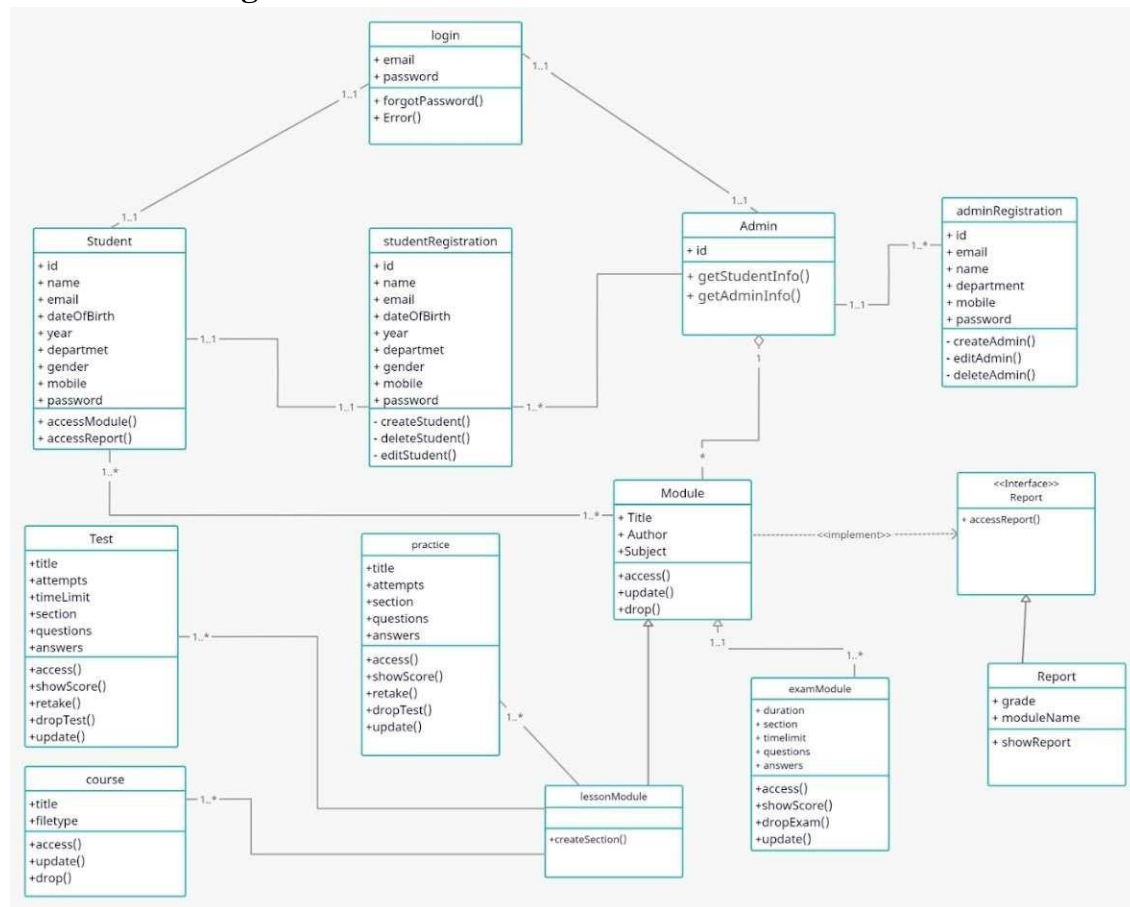 login
+ email
+ password
+ forgotPassword()
+ Error()
1..1
1..1
1..1
1..1
Student
+ id
+ name
+ email
+ dateOfBirth
+ year
+ departmet
+ gender
+ mobile
+ password
+ accessModule()
+ accessReport()
1..1
1..1
studentRegistration
+ id
+ name
+ email
+ dateOfBirth
+ year
+ departmet
+ gender
+ mobile
+ password
- createStudent()
- deleteStudent()
- editStudent()
1..*
Admin
+ id
+ getStudentInfo()
+ getAdminInfo()
1..*
1..1
adminRegistration
+ id
+ email
+ name
+ department
+ mobile
+ password
- createAdmin()
- editAdmin()
- deleteAdmin()
1
*
1..*
1..*
Module
+ Title
+ Author
+Subject
+access()
+update()
+drop()
<<implement>>
<<Interface>>
Report
+ accessReport()
Test
+title
+attempts
+timeLimit
+section
+questions
+answers
+access()
+showScore()
+retake()
+dropTest()
+update()
1..*
practice
+title
+attempts
+section
+questions
+answers
+access()
+showScore()
+retake()
+dropTest()
+update()
1..*
1..1
1..*
examModule
+ duration
+ section
+ timelimit
+ questions
+ answers
+access()
+showScore()
+dropExam()
+update()
Report
+ grade
+ moduleName
+ showReport
course
+title
+filetype
+access()
+update()
+drop()
1..*
lessonModule
+createSection()